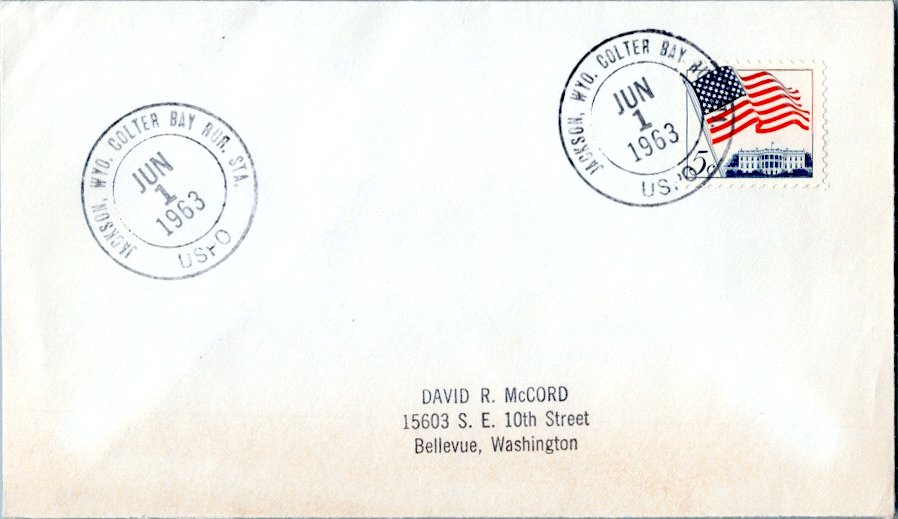 JACKSON, WYO. COLTER BAY RUR. STA.
JUN
1
1963
USPO
JACKSON, WYO. COLTER BAY
JUN
1
1963
USPO
5c
DAVID R. McCORD
15603 S. E. 10th Street
Bellevue, Washington